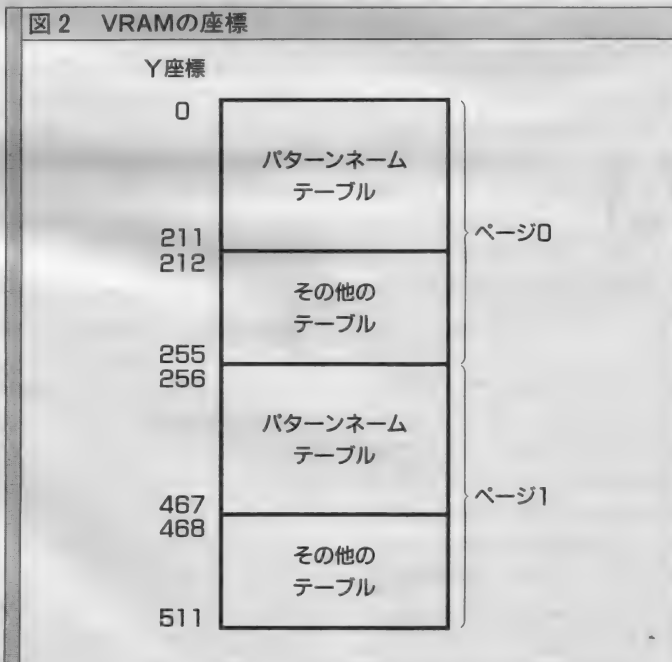 図2 VRAMの座標
Y座標
0
パターンネーム
テーブル
211
ページ0
212
その他の
テーブル
255
256
パターンネーム
テーブル
467
ページ1
468
その他の
テーブル
511